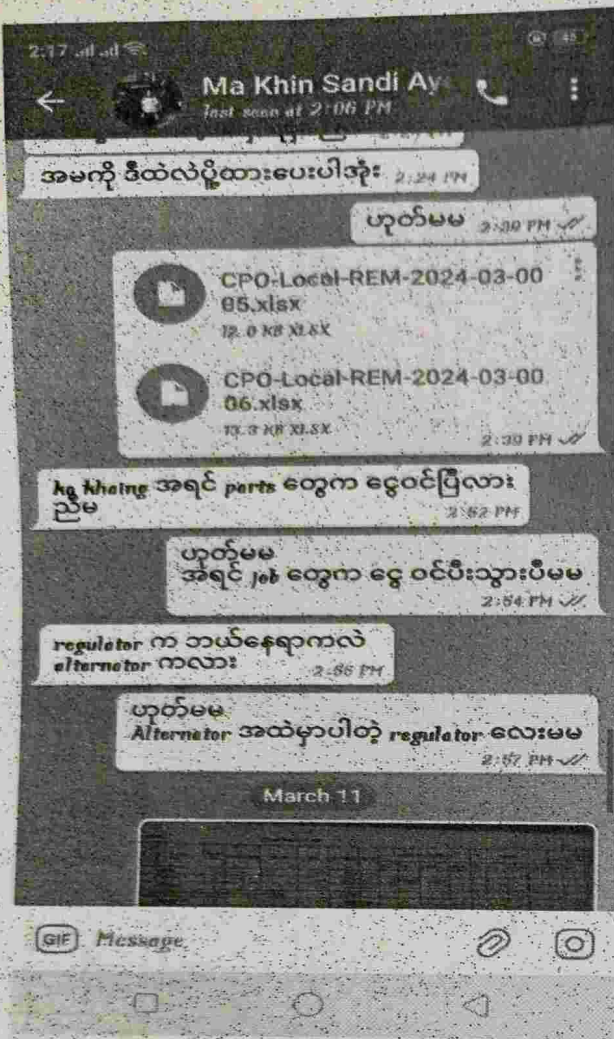 2:17
48
Ma Khin Sandi Ay
last seen at 2:06 PM
အမကို ဒီထဲလဲပို့ထားပေးပါအုံး 2:24 PM
ဟုတ်မမ 2:39 PM
CPO-Local-REM-2024-03-00
05.xlsx
12.0 KB XLSX
CPO-Local-REM-2024-03-00
06.xlsx
13.3 KB XLSX
2:39 PM
ko khaing အရင် parts တွေက ငွေဝင်ပြီလား
ညီမ
2:52 PM
ဟုတ်မမ
အရင် job တွေက ငွေ ဝင်ပီးသွားပီမမ
2:54 PM
regulator က ဘယ်နေရာကလဲ
alternator ကလား 2:56 PM
ဟုတ်မမ
Alternator အထဲမှာပါတဲ့ regulator လေးမမ
2:57 PM
March 11
GIF Message